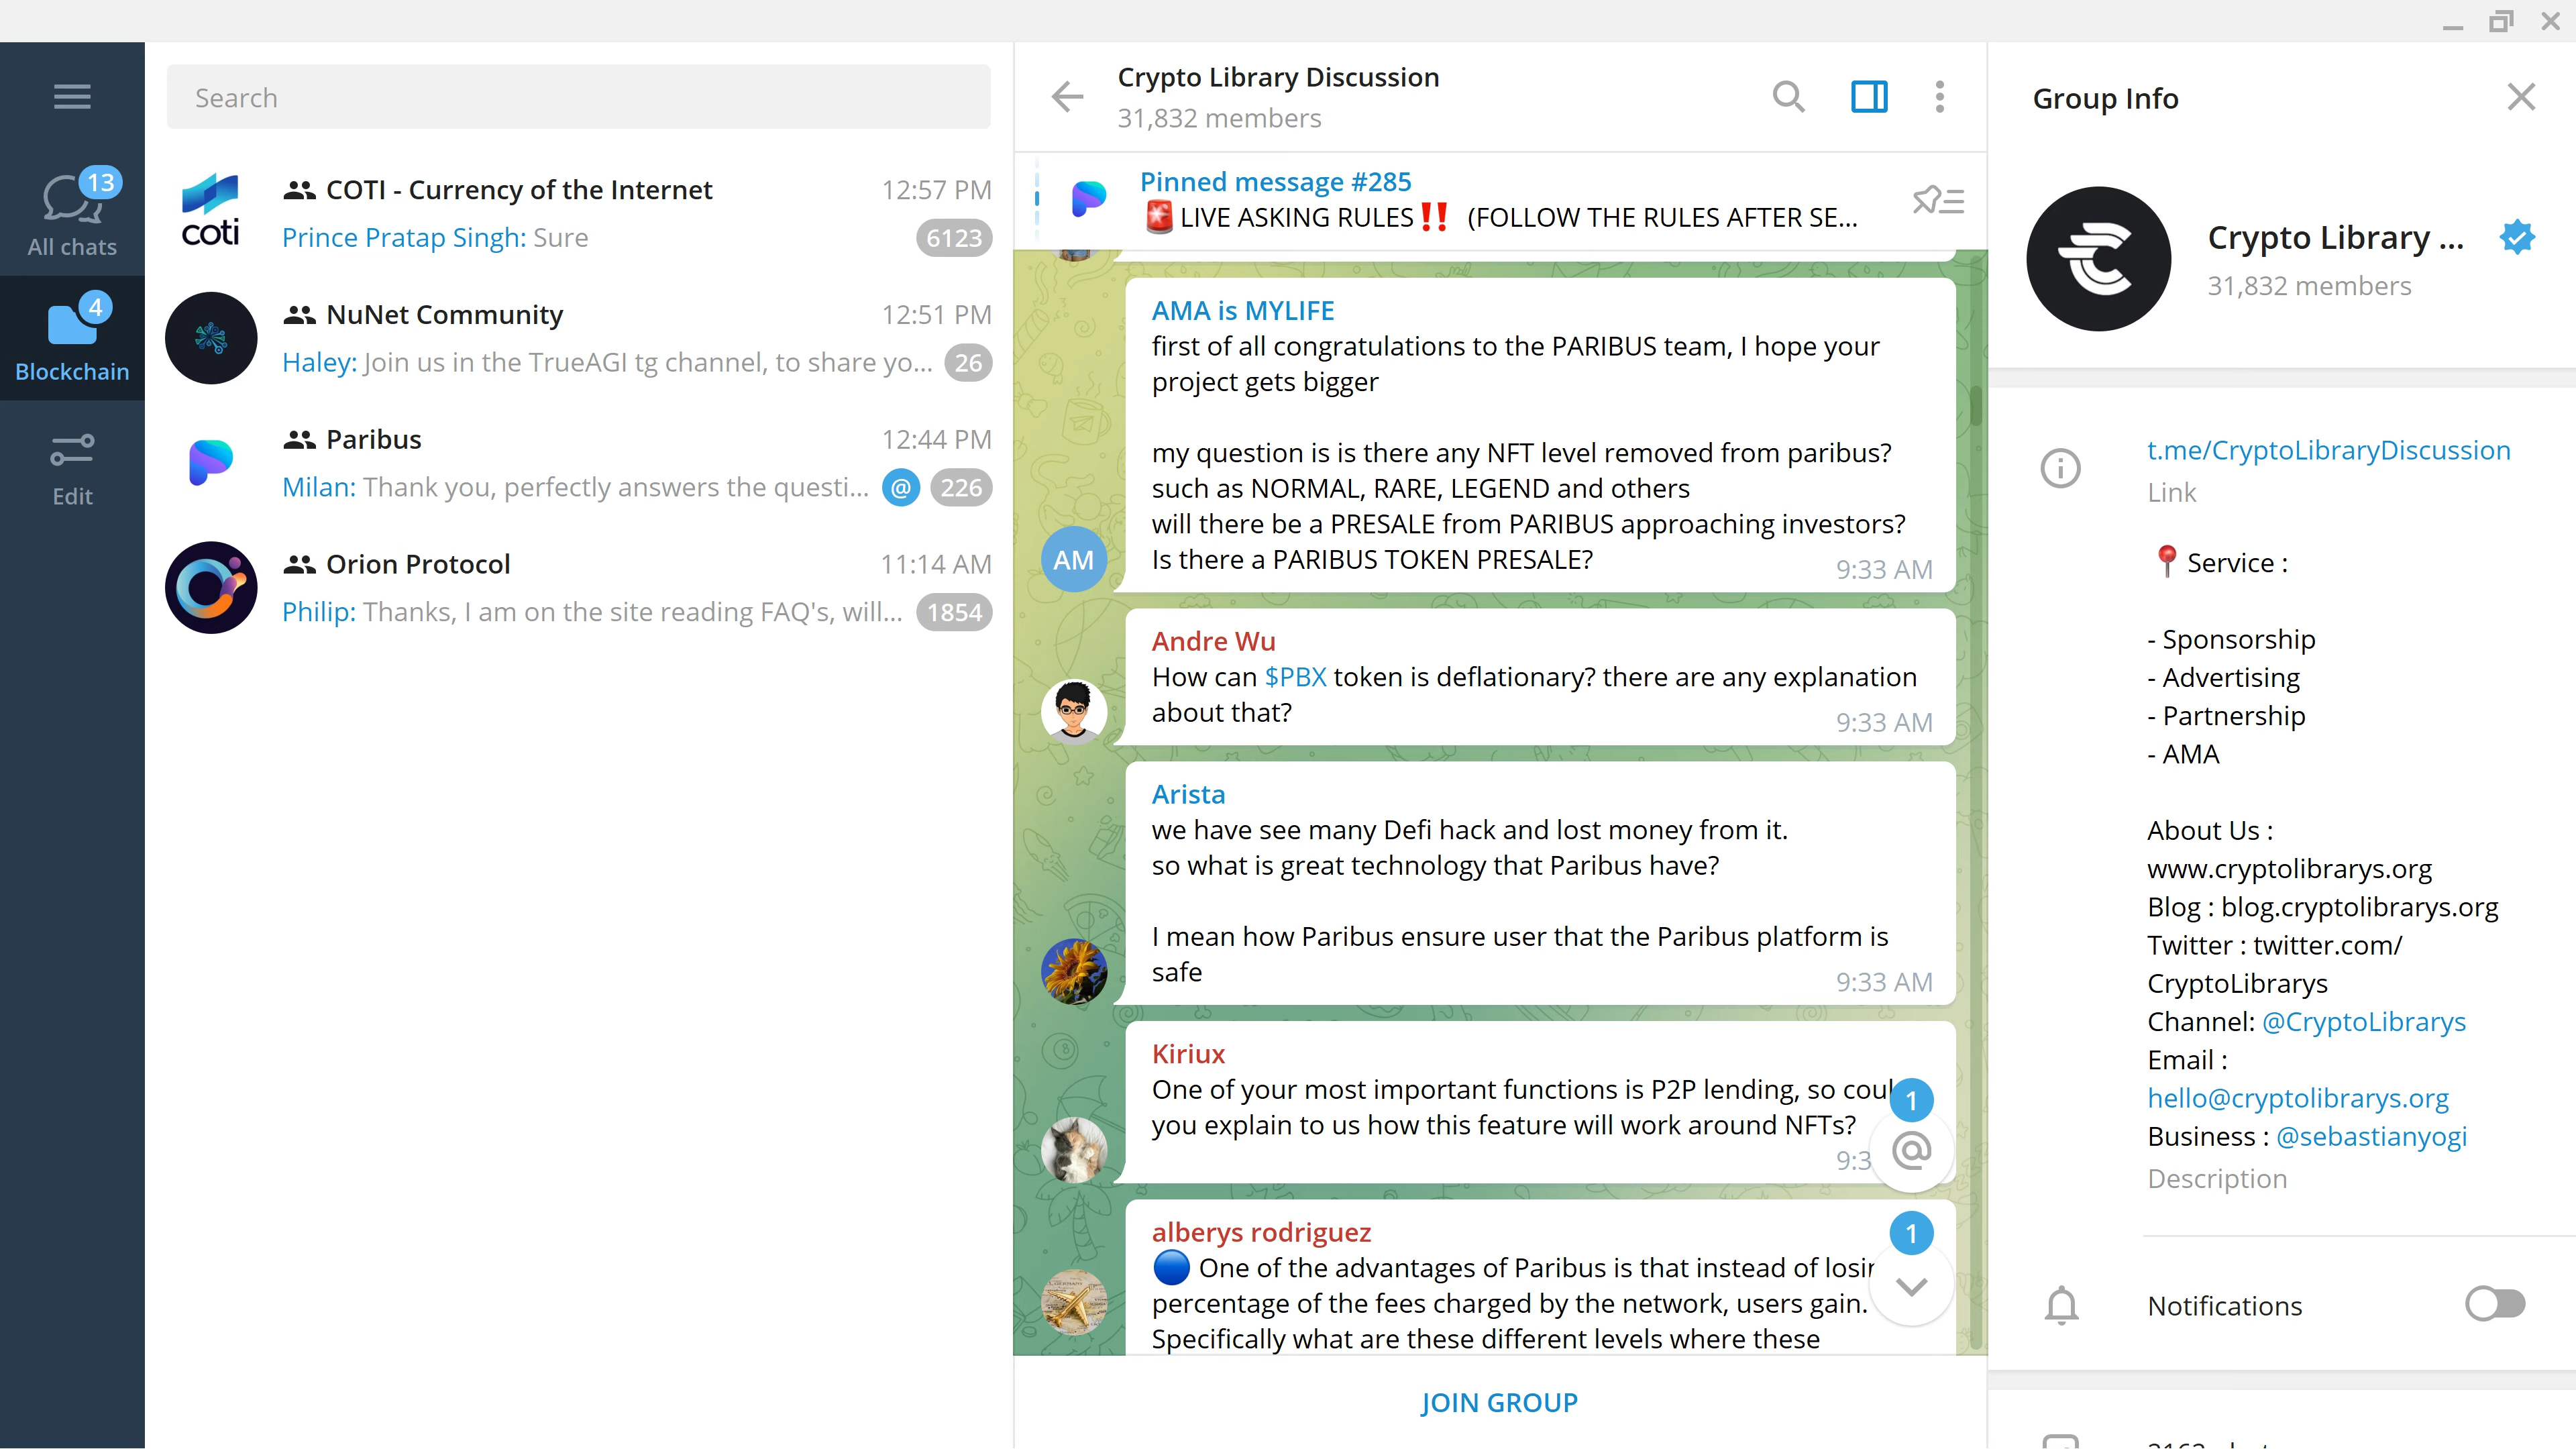 13
All chats
4
Blockchain
Edit
Search
coti
COTI - Currency of the Internet
12:57 PM
Prince Pratap Singh: Sure
6123
NuNet Community
12:51 PM
Haley: Join us in the TrueAGI tg channel, to share yo...
26
Paribus
12:44 PM
Milan: Thank you, perfectly answers the questi...
@
226
Orion Protocol
11:14 AM
Philip: Thanks, I am on the site reading FAQ's, will...
1854
Crypto Library Discussion
31,832 members
Pinned message #285
🚨 LIVE ASKING RULES‼️ (FOLLOW THE RULES AFTER SE...
AMA is MYLIFE
first of all congratulations to the PARIBUS team, I hope your
project gets bigger
my question is is there any NFT level removed from paribus?
such as NORMAL, RARE, LEGEND and others
will there be a PRESALE from PARIBUS approaching investors?
Is there a PARIBUS TOKEN PRESALE?
9:33 AM
AM
Andre Wu
How can $PBX token is deflationary? there are any explanation
about that?
9:33 AM
Arista
we have see many Defi hack and lost money from it.
so what is great technology that Paribus have?
I mean how Paribus ensure user that the Paribus platform is
safe
9:33 AM
Kiriux
One of your most important functions is P2P lending, so coul
you explain to us how this feature will work around NFTs?
9:3
1
@
alberys rodriguez
🔵 One of the advantages of Paribus is that instead of losin
percentage of the fees charged by the network, users gain.
Specifically what are these different levels where these
1
JOIN GROUP
Group Info
Crypto Library ...
31,832 members
t.me/CryptoLibraryDiscussion
Link
📍 Service :
- Sponsorship
- Advertising
- Partnership
- AMA
About Us :
www.cryptolibrarys.org
Blog : blog.cryptolibrarys.org
Twitter : twitter.com/
CryptoLibrarys
Channel: @CryptoLibrarys
Email :
hello@cryptolibrarys.org
Business : @sebastianyogi
Description
Notifications